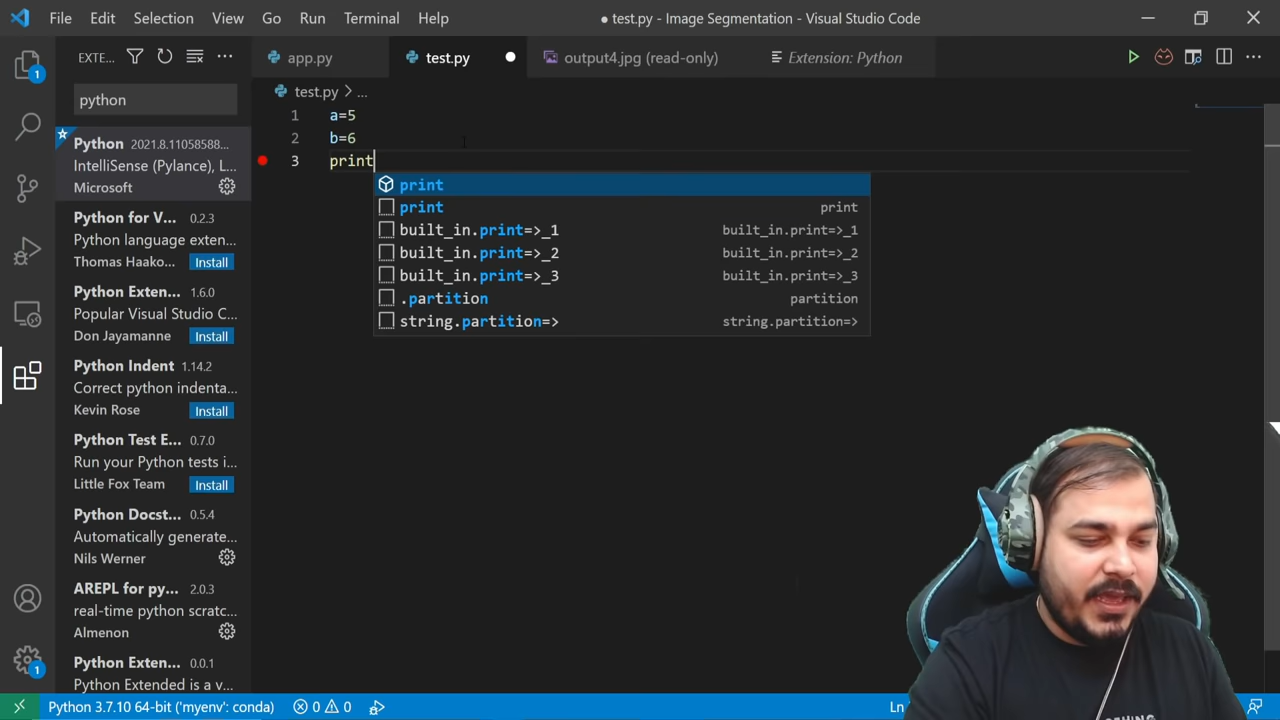 File Edit Selection View Go Run Terminal Help
● test.py - Image Segmentation - Visual Studio Code
EXTE...
app.py
test.py
output4.jpg (read-only)
Extension: Python
1
python
test.py > ...
1 a=5
2 b=6
3 print
print
print print
built_in.print=>_1 built_in.print=>_1
built_in.print=>_2 built_in.print=>_2
built_in.print=>_3 built_in.print=>_3
.partition partition
string.partition=> string.partition=>
Python 2021.8.11058588...
IntelliSense (Pylance), L...
Microsoft
Python for V... 0.2.3
Python language exten...
Thomas Haako... Install
Python Exten... 1.6.0
Popular Visual Studio C...
Don Jayamanne Install
Python Indent 1.14.2
Correct python indenta...
Kevin Rose Install
Python Test E... 0.7.0
Run your Python tests i...
Little Fox Team Install
Python Docst... 0.5.4
Automatically generate...
Nils Werner
AREPL for py... 2.0.3
real-time python scratc...
Almenon
Python Exten... 0.0.1
Python Extended is a v...
1
Python 3.7.10 64-bit ('myenv': conda) 0 0 Ln